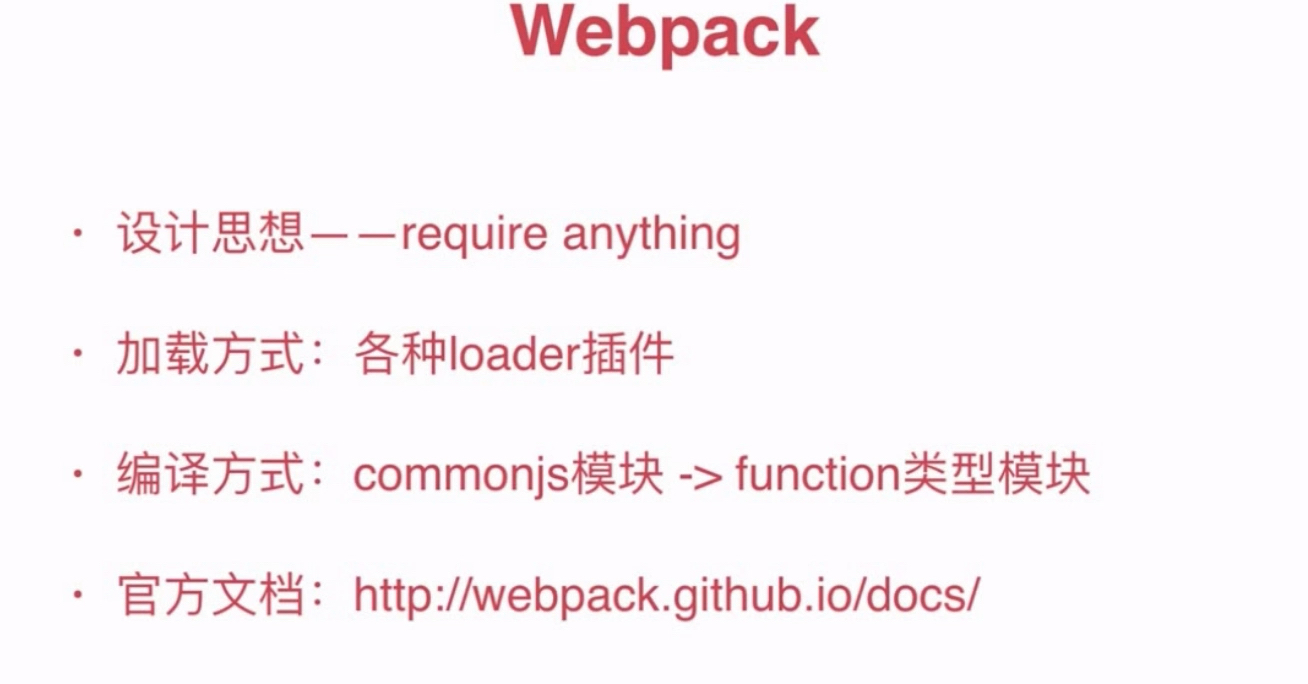 Webpack
· 设计思想——require anything
· 加载方式：各种loader插件
· 编译方式：commonjs模块 -> function类型模块
· 官方文档：http://webpack.github.io/docs/